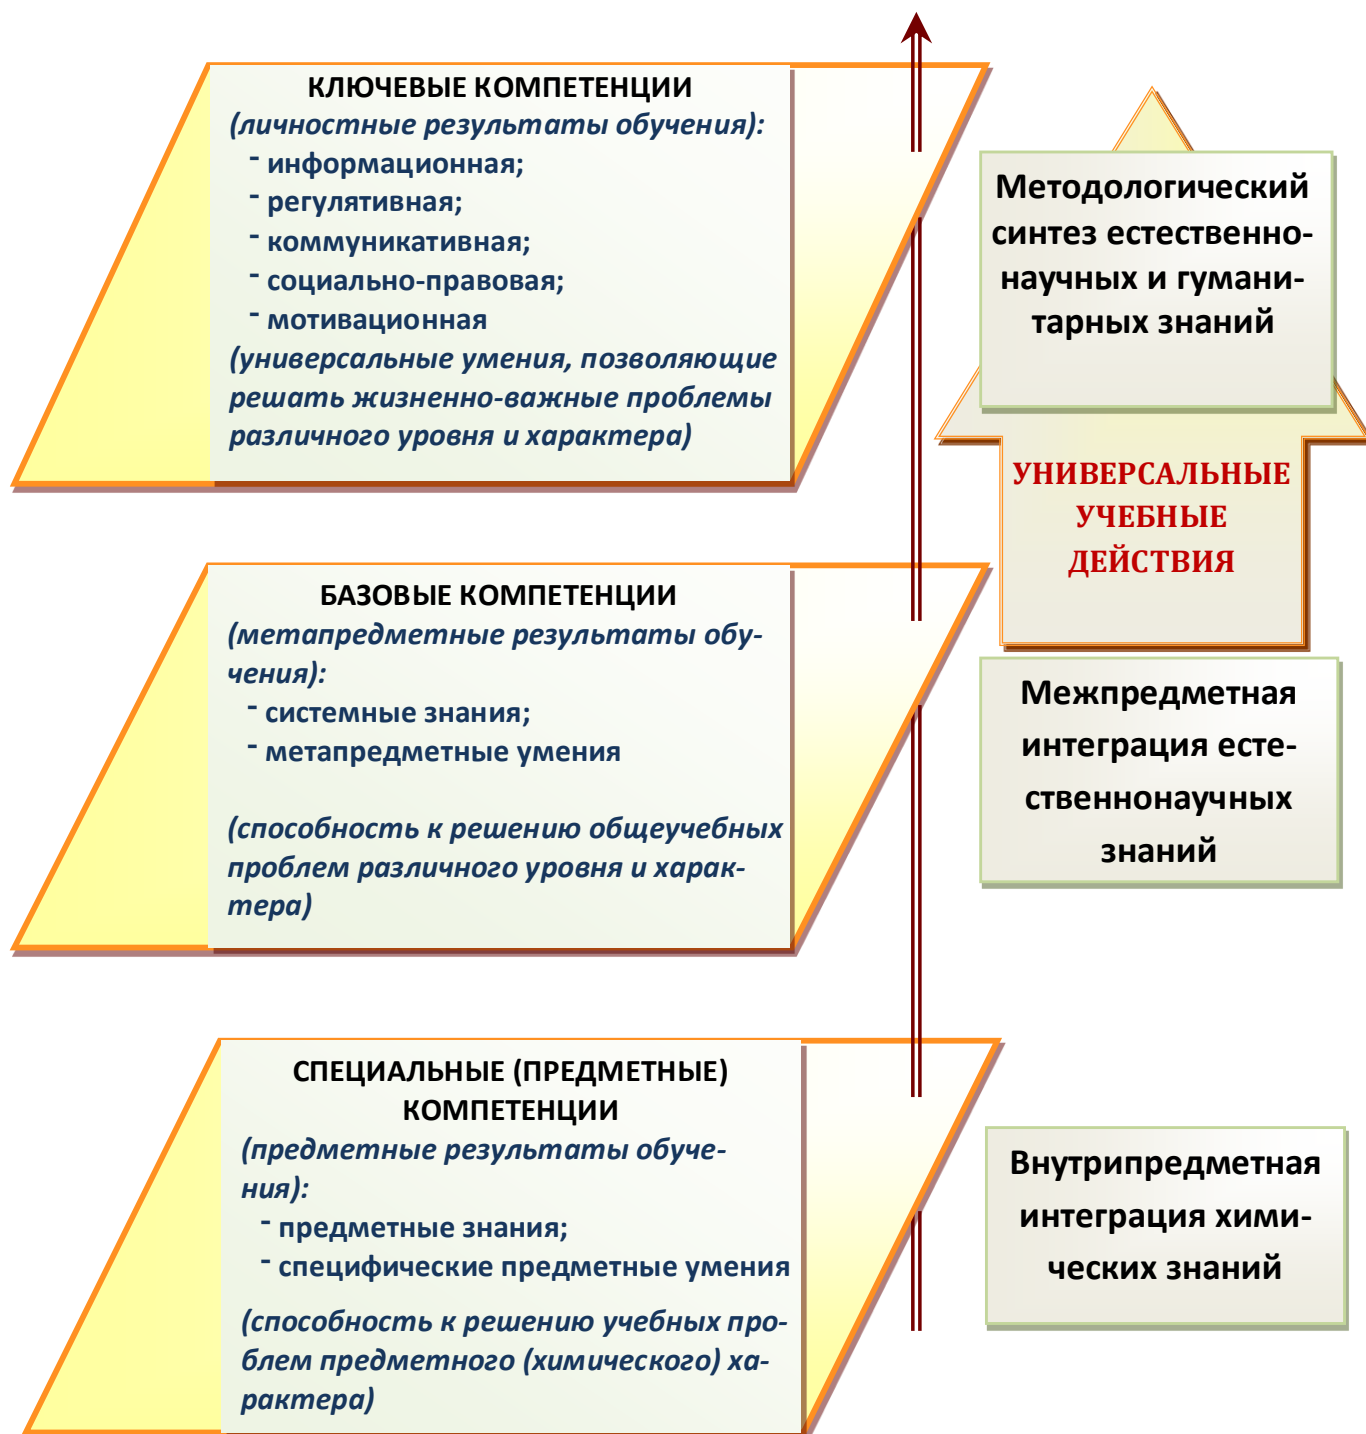 КЛЮЧЕВЫЕ КОМПЕТЕНЦИИ
(личностные результаты обучения):
- информационная;
- регулятивная;
- коммуникативная;
- социально-правовая;
- мотивационная
(универсальные умения, позволяющие
решать жизненно-важные проблемы
различного уровня и характера)
Методологический
синтез естественно-
научных и гумани-
тарных знаний
УНИВЕРСАЛЬНЫЕ
УЧЕБНЫЕ
ДЕЙСТВИЯ
БАЗОВЫЕ КОМПЕТЕНЦИИ
(метапредметные результаты обу-
чения):
- системные знания;
- метапредметные умения
(способность к решению общеучебных
проблем различного уровня и харак-
тера)
Межпредметная
интеграция есте-
ственнонаучных
знаний
СПЕЦИАЛЬНЫЕ (ПРЕДМЕТНЫЕ)
КОМПЕТЕНЦИИ
(предметные результаты обуче-
ния):
- предметные знания;
- специфические предметные умения
(способность к решению учебных про-
блем предметного (химического) ха-
рактера)
Внутрипредметная
интеграция хими-
ческих знаний